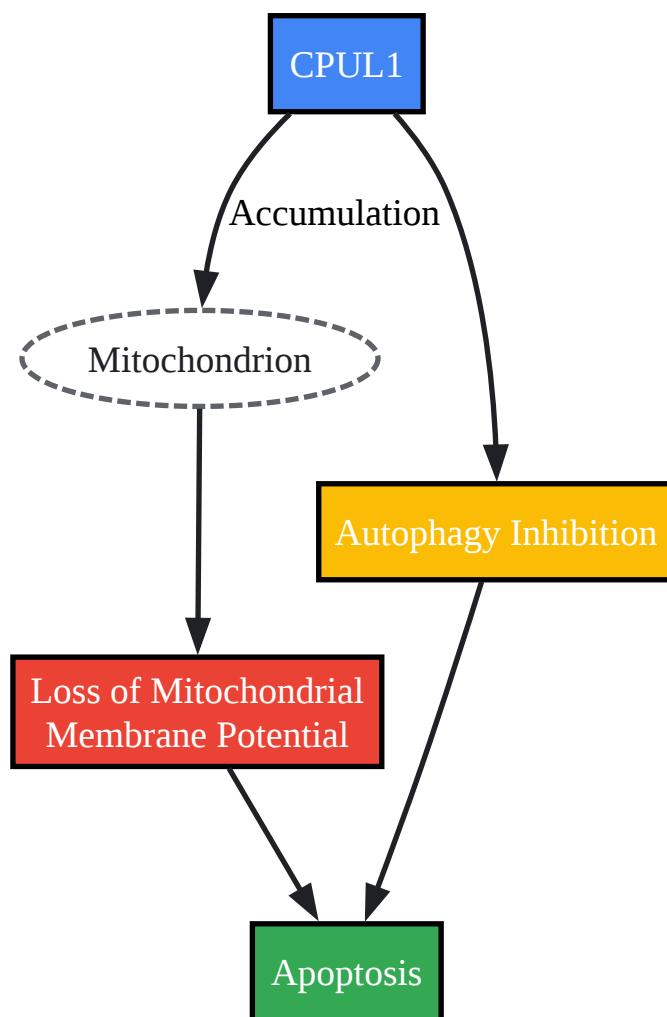 CPUL1
Accumulation
Mitochondrion
Autophagy Inhibition
Loss of Mitochondrial
Membrane Potential
Apoptosis